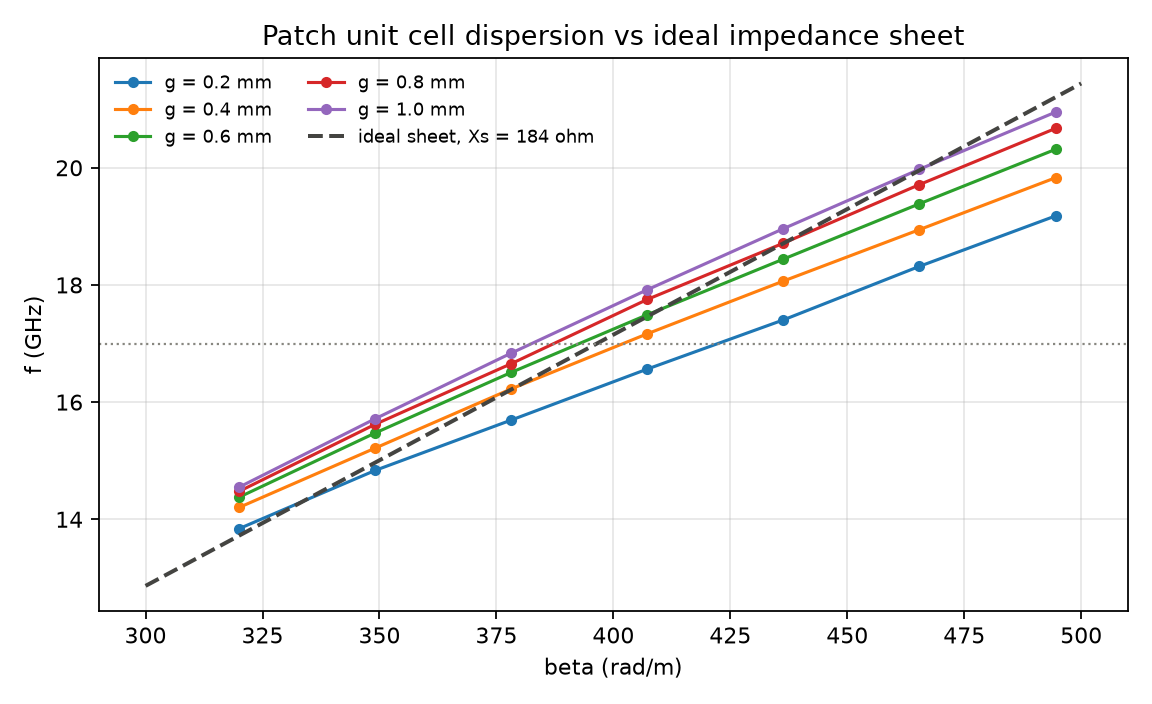 Patch unit cell dispersion vs ideal impedance sheet
g = 0.2 mm
g = 0.4 mm
g = 0.6 mm
g = 0.8 mm
g = 1.0 mm
ideal sheet, Xs = 184 ohm
f (GHz)
20
18
16
14
300 325 350 375 400 425 450 475 500
beta (rad/m)